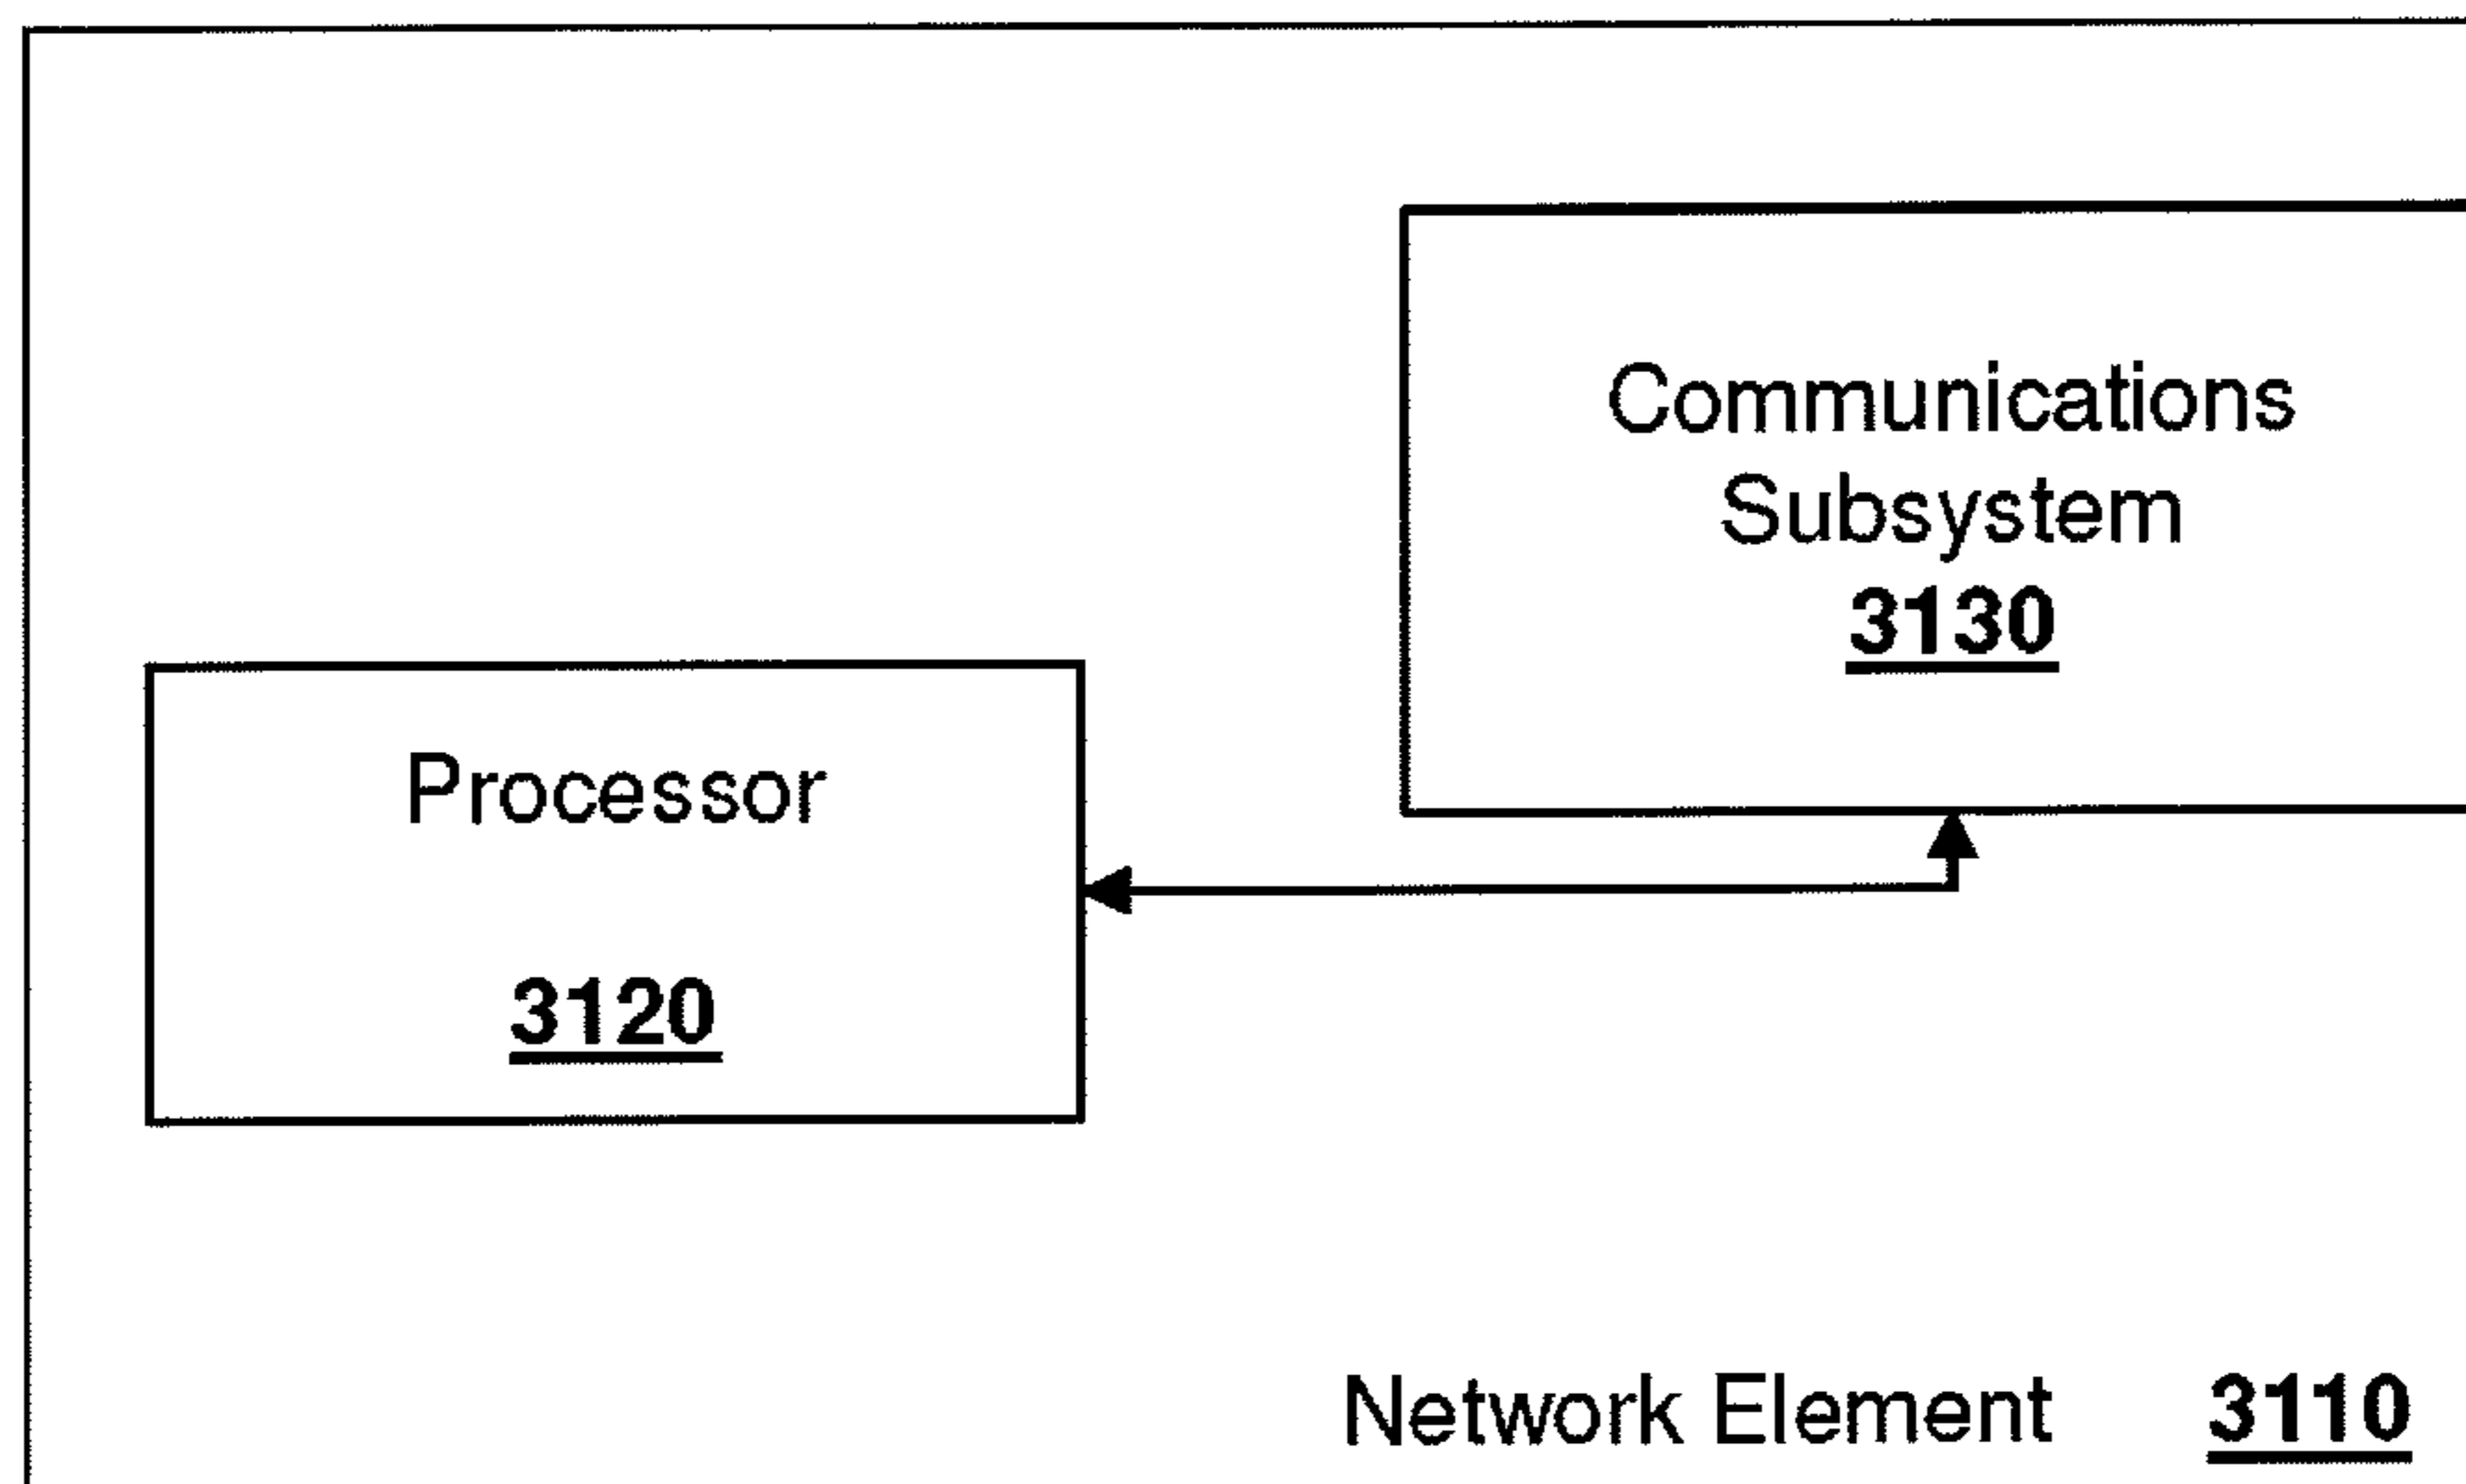 Communications
Subsystem
3130
Processor
3120
Network Element 3110